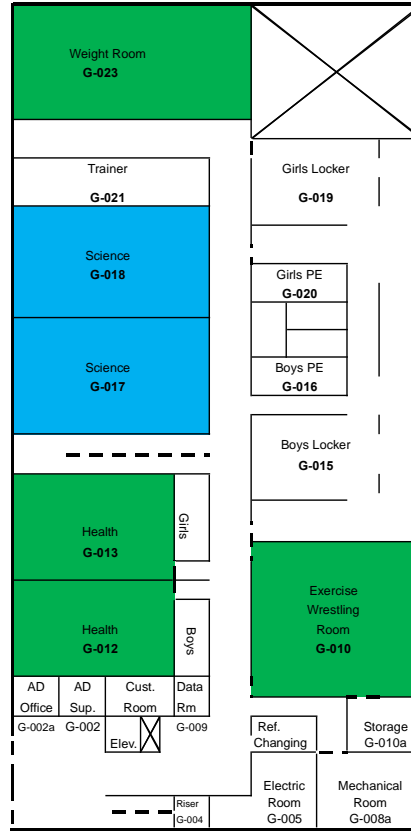 Weight Room
G-023
Trainer
G-021
Girls Locker
G-019
Science
G-018
Girls PE
G-020
Science
G-017
Boys PE
G-016
Boys Locker
G-015
Girls
Health
G-013
Exercise
Wrestling
Room
G-010
Health
G-012
Boys
AD
Office
G-002a
AD
Sup.
G-002
Cust.
Room
Elev.
Data
Rm
G-009
Ref.
Changing
Storage
G-010a
Riser
G-004
Electric
Room
G-005
Mechanical
Room
G-008a